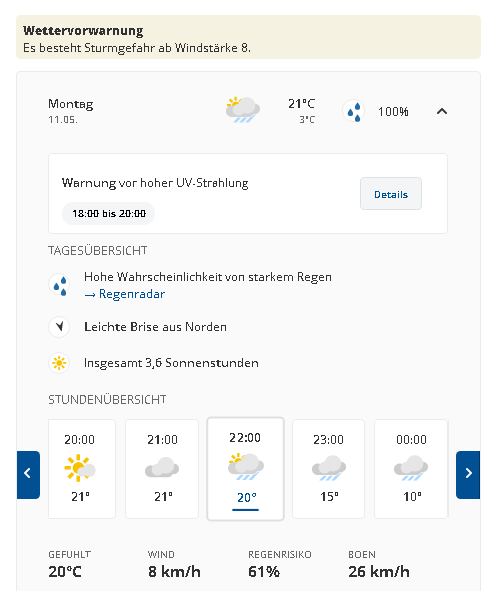 Wettervorwarnung
Es besteht Sturmgefahr ab Windstärke 8.
Montag
11.05.
21°C
3°C
100%
Warnung vor hoher UV-Strahlung
18:00 bis 20:00
Details
TAGESÜBERSICHT
Hohe Wahrscheinlichkeit von starkem Regen
→ Regenradar
Leichte Brise aus Norden
Insgesamt 3,6 Sonnenstunden
STUNDENÜBERSICHT
20:00 21:00 22:00 23:00 00:00
21° 21° 20° 15° 10°
GEFÜHLT WIND REGENRISIKO BOEN
20°C 8 km/h 61% 26 km/h